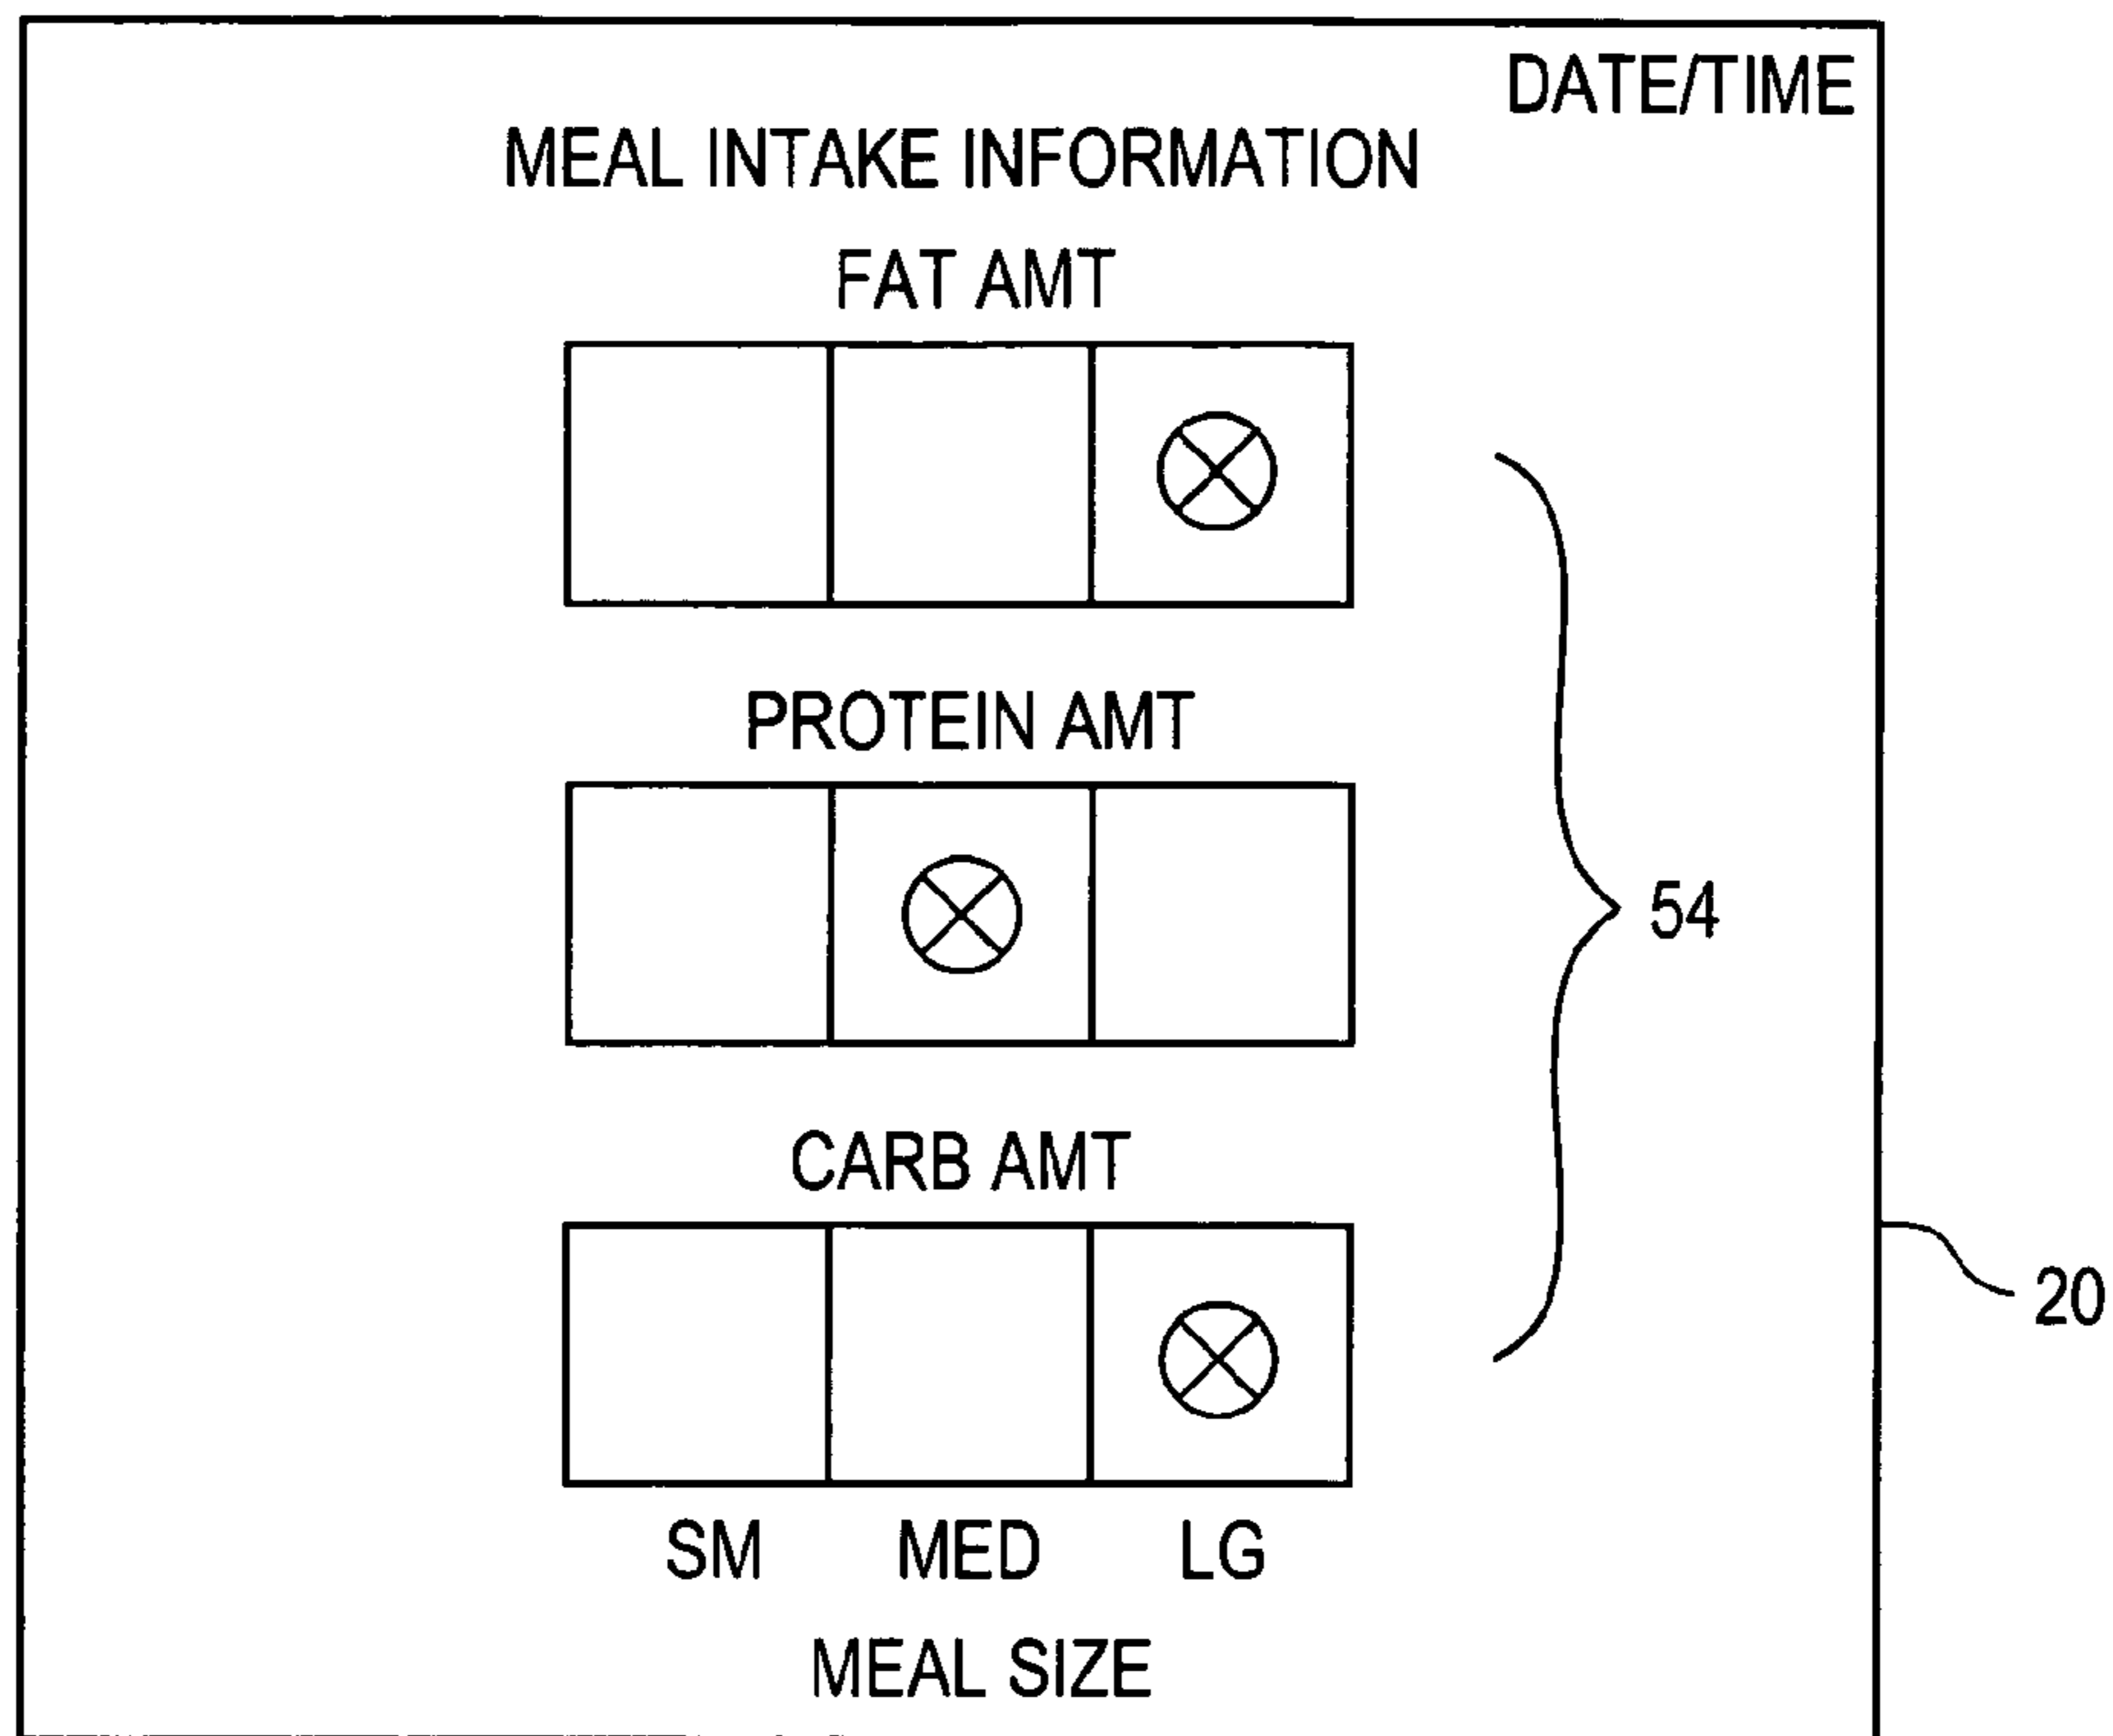 DATE/TIME
MEAL INTAKE INFORMATION
FAT AMT
PROTEIN AMT
54
CARB AMT
20
SM MED LG
MEAL SIZE